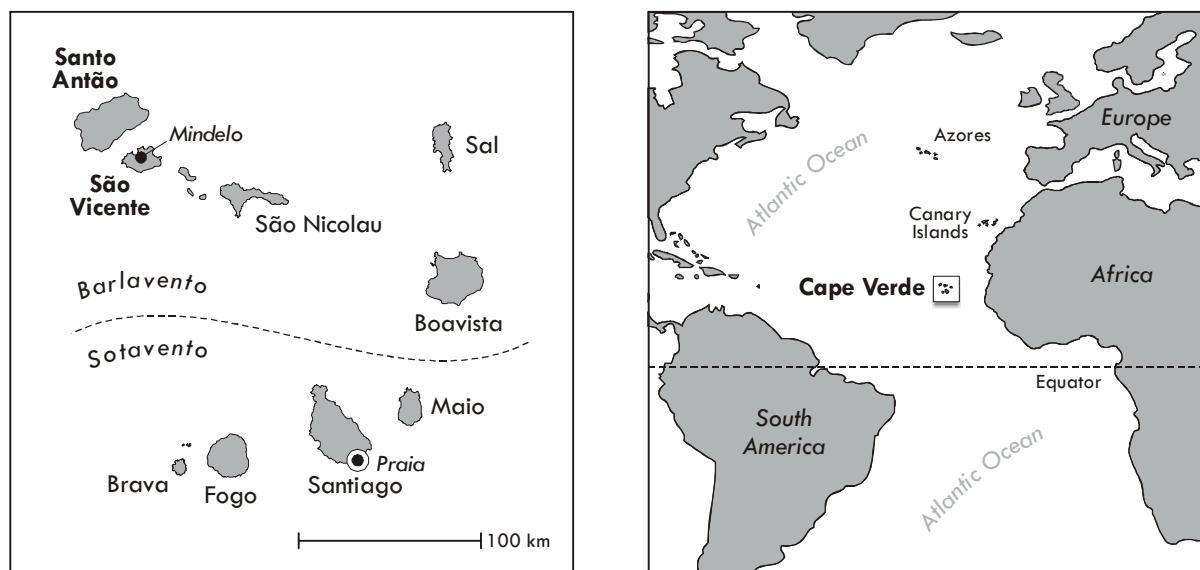 Santo
Antão
Mindelo
São
Vicente
Sal
São Nicolau
Barlavento
Boavista
Sotavento
Maio
Praia
Santiago
Brava
Fogo
100 km
Europe
Azores
Atlantic Ocean
Canary
Islands
Africa
Cape Verde
Equator
South
America
Atlantic Ocean